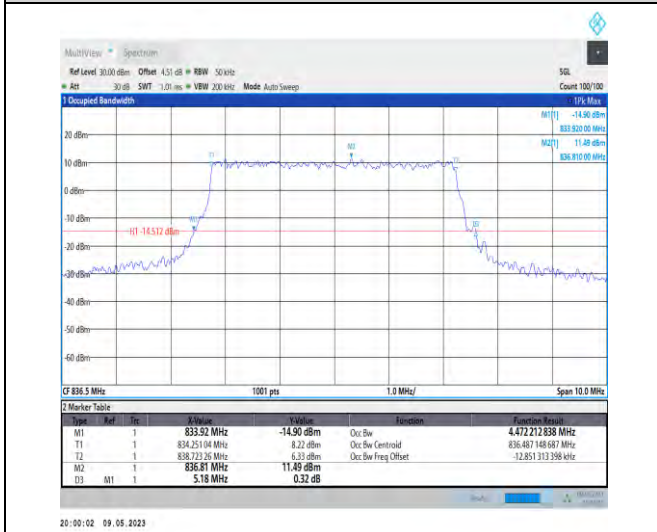 MultiView Spectrum
Ref Level 30.00 dBm Offset 4.51 dB RBW 50 kHz SGL
Att 30 dB SWT 1.01 ms VBW 200 kHz Mode Auto Sweep Count 100/100
1 Occupied Bandwidth 1Pk Max
M1[1] -14.90 dBm
833.920 00 MHz
M2[1] 11.49 dBm
836.810 00 MHz
20 dBm
M2
T1 T2
10 dBm
0 dBm
-10 dBm
M1 D3
H1 -14.512 dBm
-20 dBm
-30 dBm
-40 dBm
-50 dBm
-60 dBm
CF 836.5 MHz 1001 pts 1.0 MHz/ Span 10.0 MHz
2 Marker Table
Type Ref Trc X-Value Y-Value Function Function Result
M1 1 833.92 MHz -14.90 dBm Occ Bw 4.472 212 838 MHz
T1 1 834.251 04 MHz 8.22 dBm Occ Bw Centroid 836.487 148 687 MHz
T2 1 838.723 26 MHz 6.33 dBm Occ Bw Freq Offset -12.851 313 398 kHz
M2 1 836.81 MHz 11.49 dBm
D3 M1 1 5.18 MHz 0.32 dB
20:00:02 09.05.2023